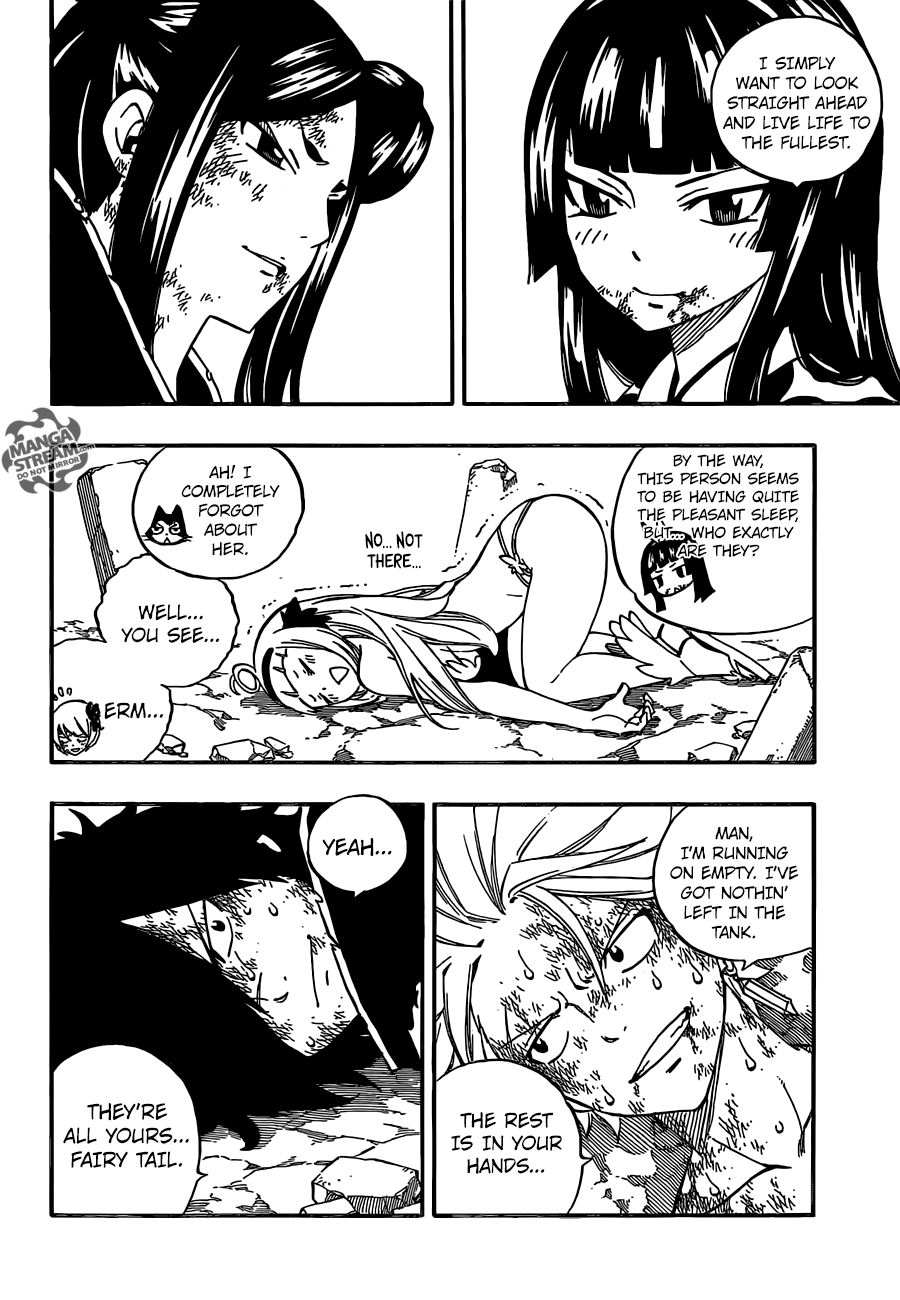 I SIMPLY
WANT TO LOOK
STRAIGHT AHEAD
AND LIVE LIFE TO
THE FULLEST.
MANGA
STREAM.com
DO NOT MIRROR
AH! I
COMPLETELY
FORGOT
ABOUT
HER.
NO... NOT
THERE...
BY THE WAY,
THIS PERSON SEEMS
TO BE HAVING QUITE
THE PLEASANT SLEEP,
BUT... WHO EXACTLY
ARE THEY?
WELL...
YOU SEE...
ERM...
YEAH...
THEY'RE
ALL YOURS...
FAIRY TAIL.
MAN,
I'M RUNNING
ON EMPTY. I'VE
GOT NOTHIN'
LEFT IN THE
TANK.
THE REST
IS IN YOUR
HANDS...